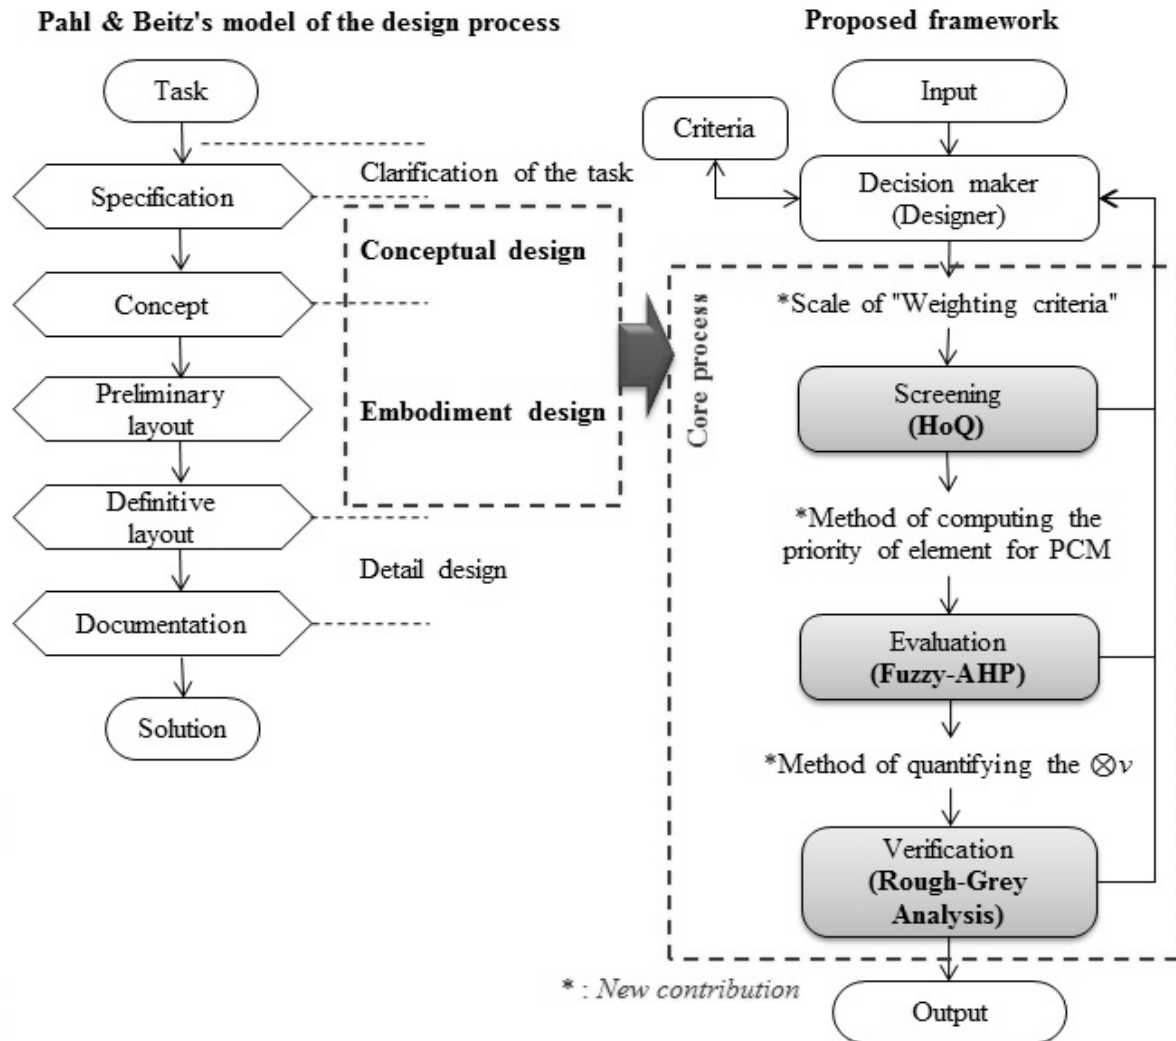 Pahl & Beitz's model of the design process
Task
Specification
Concept
Preliminary
layout
Definitive
layout
Documentation
Solution
Clarification of the task
Conceptual design
Embodiment design
Detail design
Proposed framework
Input
Criteria
Decision maker
(Designer)
Core process
*Scale of "Weighting criteria"
Screening
(HoQ)
*Method of computing the
priority of element for PCM
Evaluation
(Fuzzy-AHP)
*Method of quantifying the ⊗v
Verification
(Rough-Grey
Analysis)
Output
* : New contribution